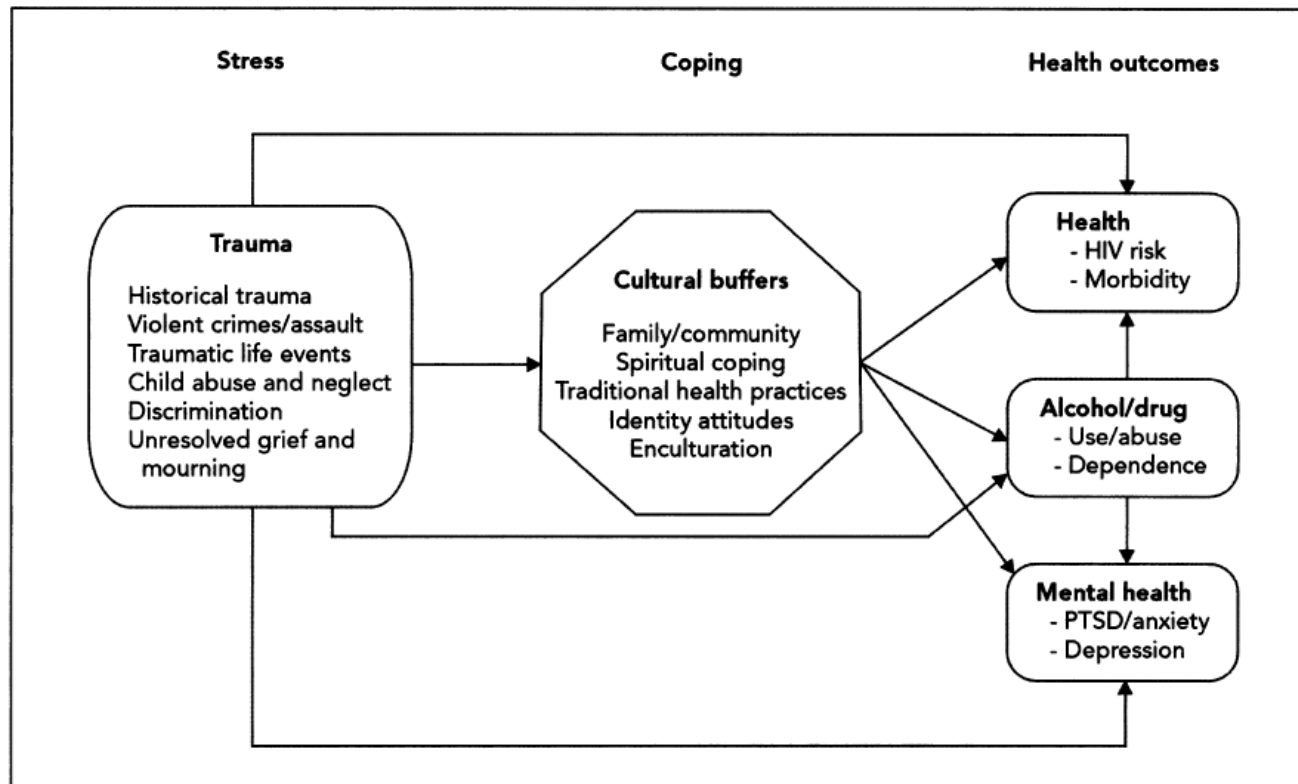 Stress
Coping
Health outcomes
Trauma
Historical trauma
Violent crimes/assault
Traumatic life events
Child abuse and neglect
Discrimination
Unresolved grief and
mourning
Cultural buffers
Family/community
Spiritual coping
Traditional health practices
Identity attitudes
Enculturation
Health
- HIV risk
- Morbidity
Alcohol/drug
- Use/abuse
- Dependence
Mental health
- PTSD/anxiety
- Depression